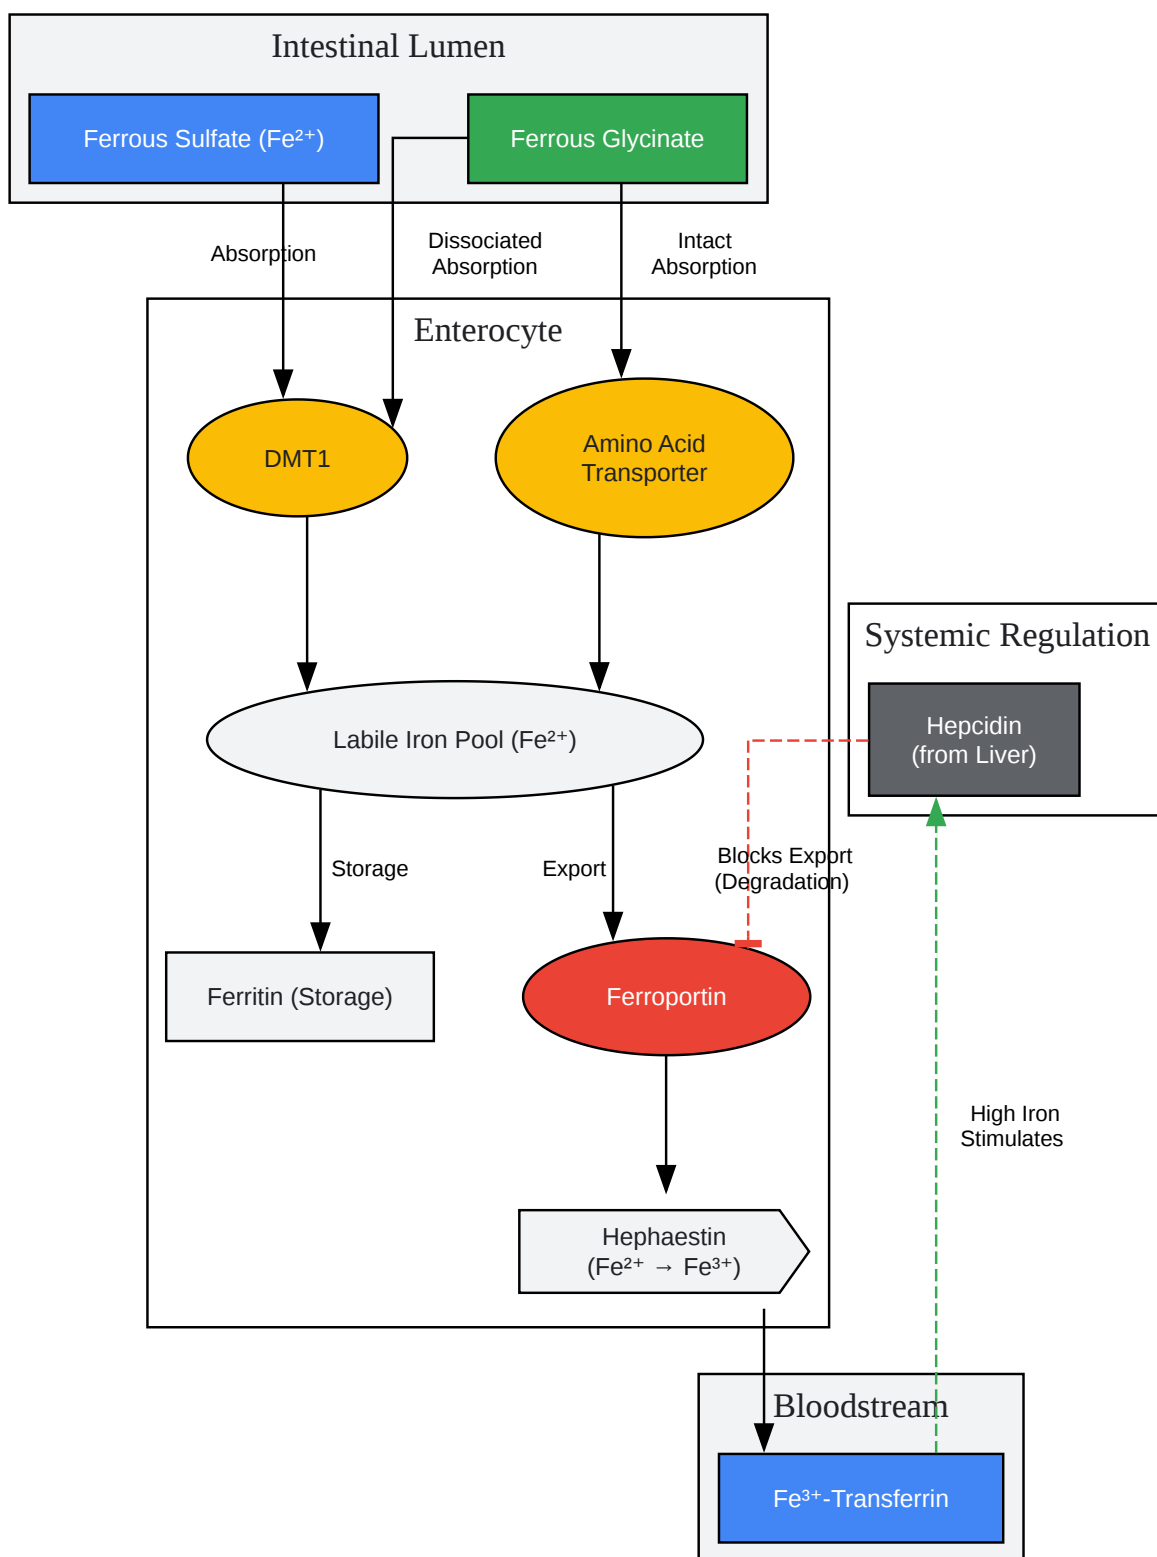 Intestinal Lumen
Ferrous Sulfate (Fe²⁺)
Ferrous Glycinate
Absorption
Dissociated
Absorption
Intact
Absorption
Enterocyte
DMT1
Amino Acid
Transporter
Systemic Regulation
Hepcidin
(from Liver)
Labile Iron Pool (Fe²⁺)
Storage
Export
Blocks Export
(Degradation)
Ferritin (Storage)
Ferroportin
High Iron
Stimulates
Hephaestin
(Fe²⁺ → Fe³⁺)
Bloodstream
Fe³⁺-Transferrin